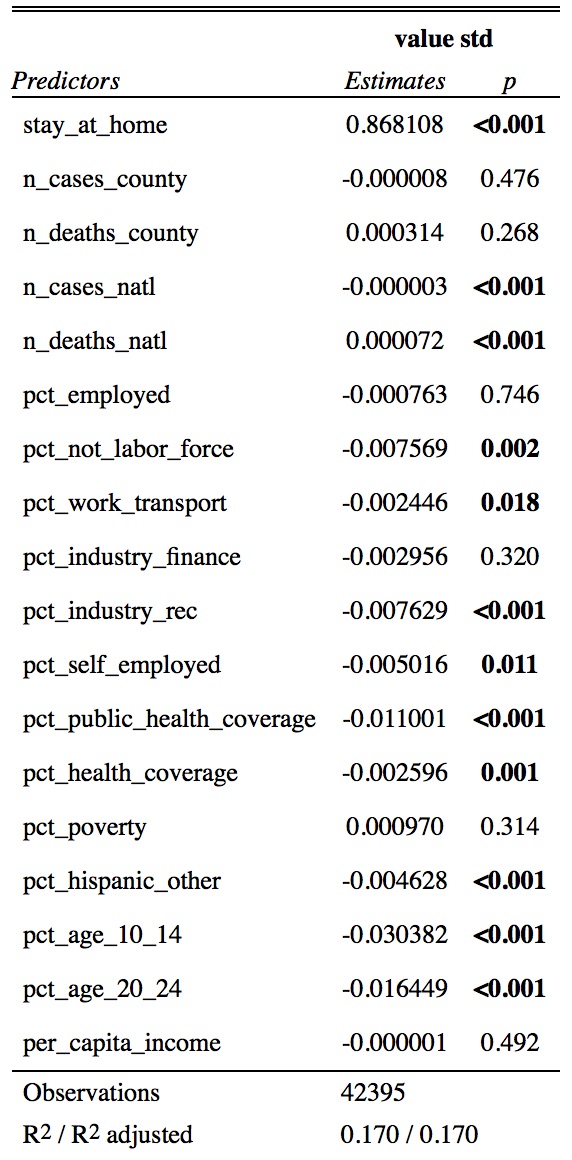 value std
Predictors Estimates p
stay_at_home 0.868108 <0.001
n_cases_county -0.000008 0.476
n_deaths_county 0.000314 0.268
n_cases_natl -0.000003 <0.001
n_deaths_natl 0.000072 <0.001
pct_employed -0.000763 0.746
pct_not_labor_force -0.007569 0.002
pct_work_transport -0.002446 0.018
pct_industry_finance -0.002956 0.320
pct_industry_rec -0.007629 <0.001
pct_self_employed -0.005016 0.011
pct_public_health_coverage -0.011001 <0.001
pct_health_coverage -0.002596 0.001
pct_poverty 0.000970 0.314
pct_hispanic_other -0.004628 <0.001
pct_age_10_14 -0.030382 <0.001
pct_age_20_24 -0.016449 <0.001
per_capita_income -0.000001 0.492
Observations 42395
R2 / R2 adjusted 0.170 / 0.170